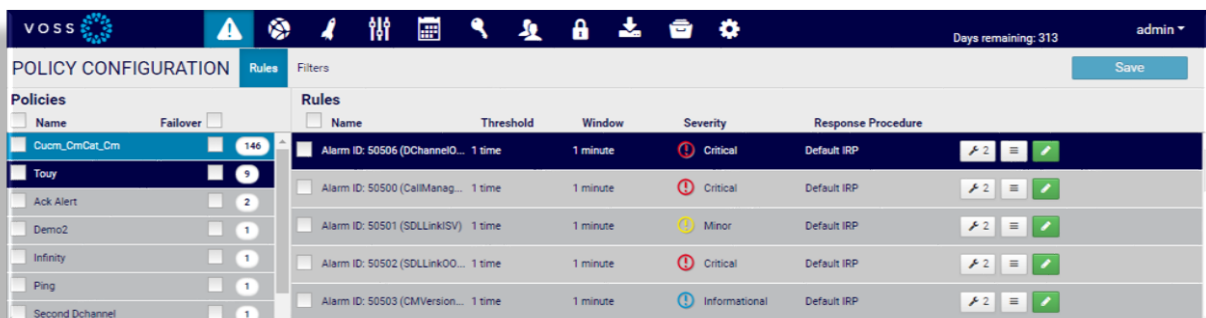 VOSS
Days remaining: 313
admin
POLICY CONFIGURATION Rules Filters Save
Policies
Name Failover
Cucm_CmCat_Cm 146
Touy 9
Ack Alert 2
Demo2 1
Infinity 1
Ping 1
Second Dchannel 1
Rules
Name Threshold Window Severity Response Procedure
Alarm ID: 50506 (DChannelO... 1 time 1 minute Critical Default IRP 2
Alarm ID: 50500 (CallManag... 1 time 1 minute Critical Default IRP 2
Alarm ID: 50501 (SDLLinkISV) 1 time 1 minute Minor Default IRP 2
Alarm ID: 50502 (SDLLinkOO... 1 time 1 minute Critical Default IRP 2
Alarm ID: 50503 (CMVersion... 1 time 1 minute Informational Default IRP 2